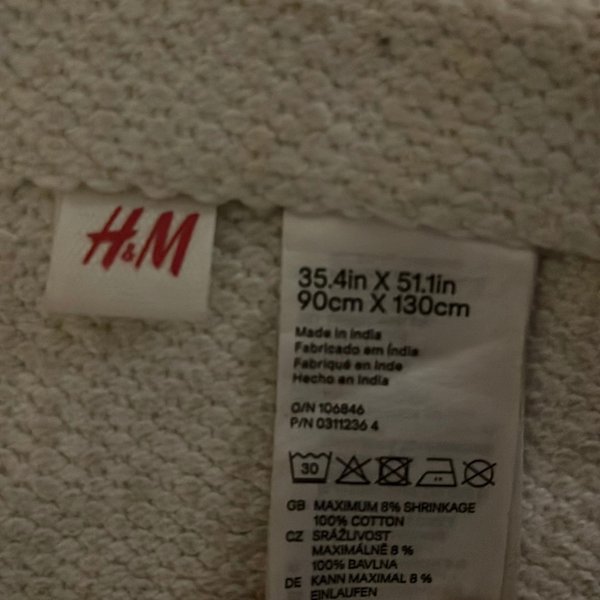 H&M
35.4in X 51.1in
90cm X 130cm
Made in India
Fabricado em Índia
Fabriqué en Inde
Hecho en India
O/N 106846
P/N 0311236 4
30
GB MAXIMUM 8% SHRINKAGE
100% COTTON
CZ SRÁŽLIVOST
MAXIMÁLNĚ 8 %
100% BAVLNA
DE KANN MAXIMAL 8 %
EINLAUFEN